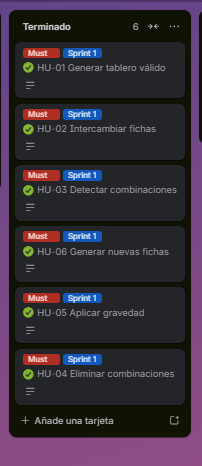 Terminado 6
Must Sprint 1
HU-01 Generar tablero válido
Must Sprint 1
HU-02 Intercambiar fichas
Must Sprint 1
HU-03 Detectar combinaciones
Must Sprint 1
HU-06 Generar nuevas fichas
Must Sprint 1
HU-05 Aplicar gravedad
Must Sprint 1
HU-04 Eliminar combinaciones
+ Añade una tarjeta